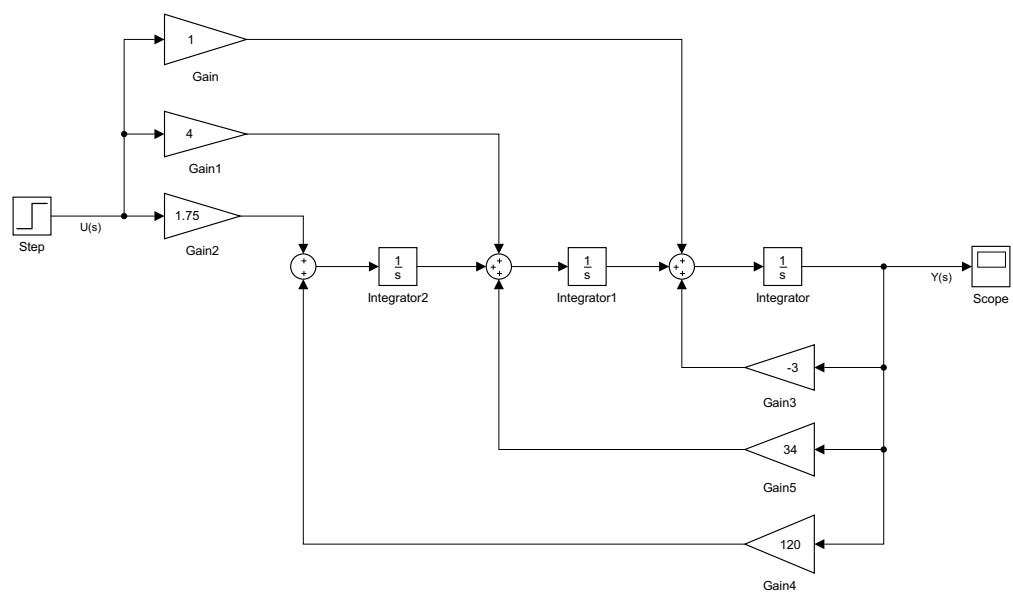 1
Gain
4
Gain1
1.75
Gain2
Step
U(s)
+
+
1
s
Integrator2
+
+
+
1
s
Integrator1
+
+
+
1
s
Integrator
Y(s)
Scope
-3
Gain3
34
Gain5
120
Gain4